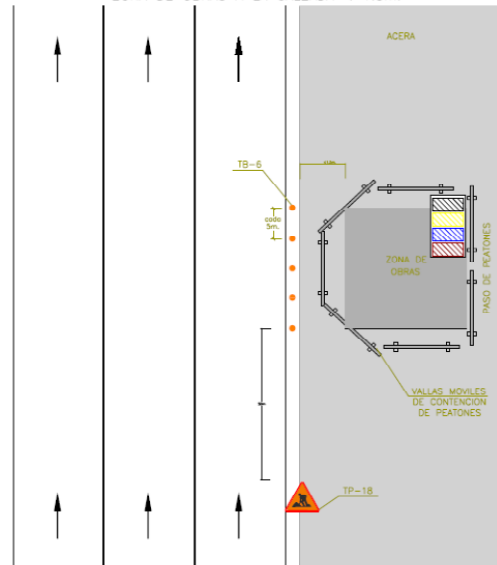 ACERA
TB-6
cada
5m.
ZONA DE
OBRAS
PASO DE PEATONES
VALLAS MOVILES
DE CONTENCION
DE PEATONES
TP-18